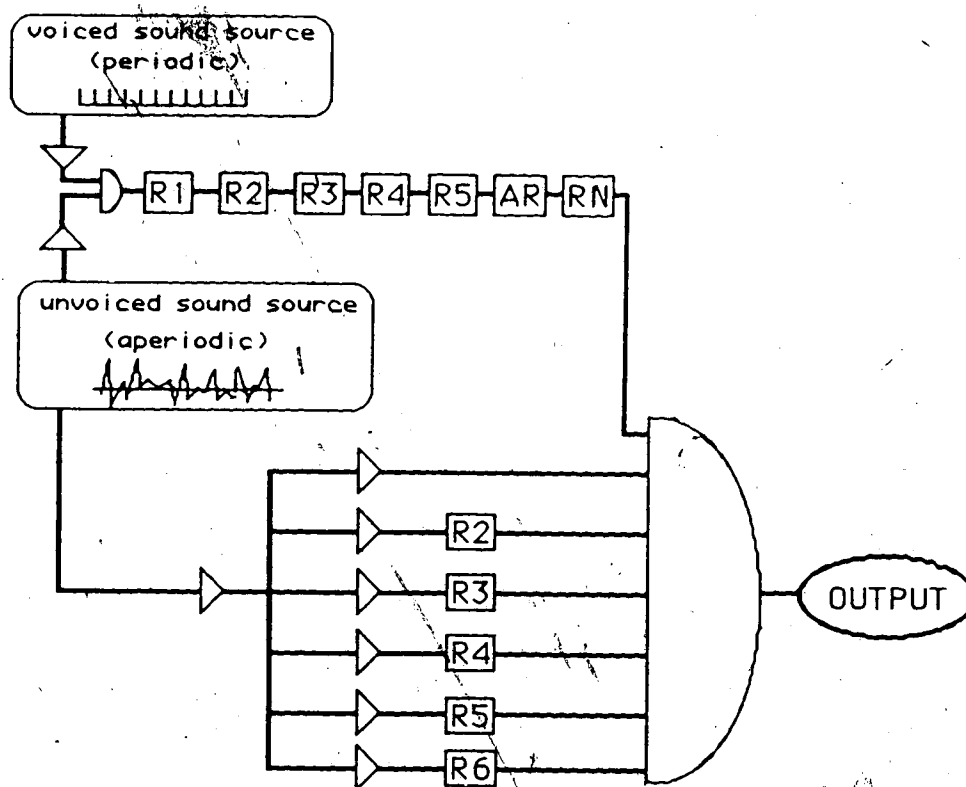 voiced sound source
(periodic)
R1 R2 R3 R4 R5 AR RN
unvoiced sound source
(aperiodic)
R2
R3
OUTPUT
R4
R5
R6